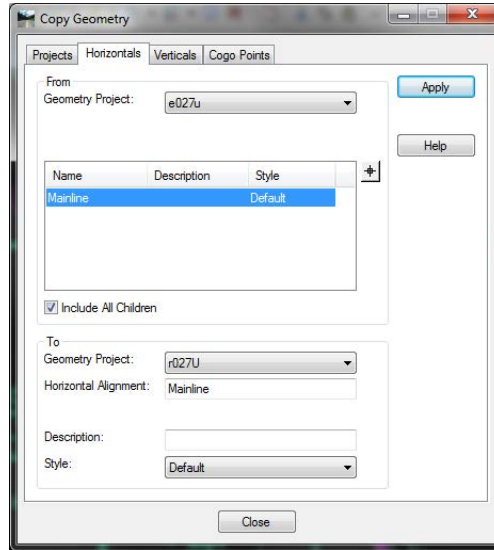 Copy Geometry
Projects Horizontals Verticals Cogo Points
From
Geometry Project: e027u
Apply
Help
Name Description Style
Mainline Default
Include All Children
To
Geometry Project: r027U
Horizontal Alignment: Mainline
Description:
Style: Default
Close